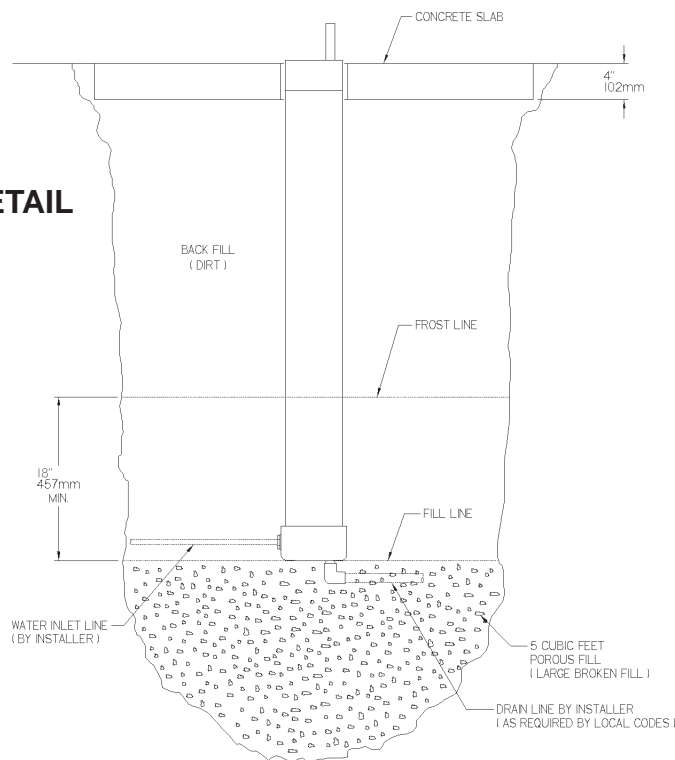 CONCRETE SLAB
4"
102mm
ETAIL
BACK FILL
( DIRT )
FROST LINE
18"
457mm
MIN.
FILL LINE
WATER INLET LINE
( BY INSTALLER )
5 CUBIC FEET
POROUS FILL
( LARGE BROKEN FILL )
DRAIN LINE BY INSTALLER
( AS REQUIRED BY LOCAL CODES )